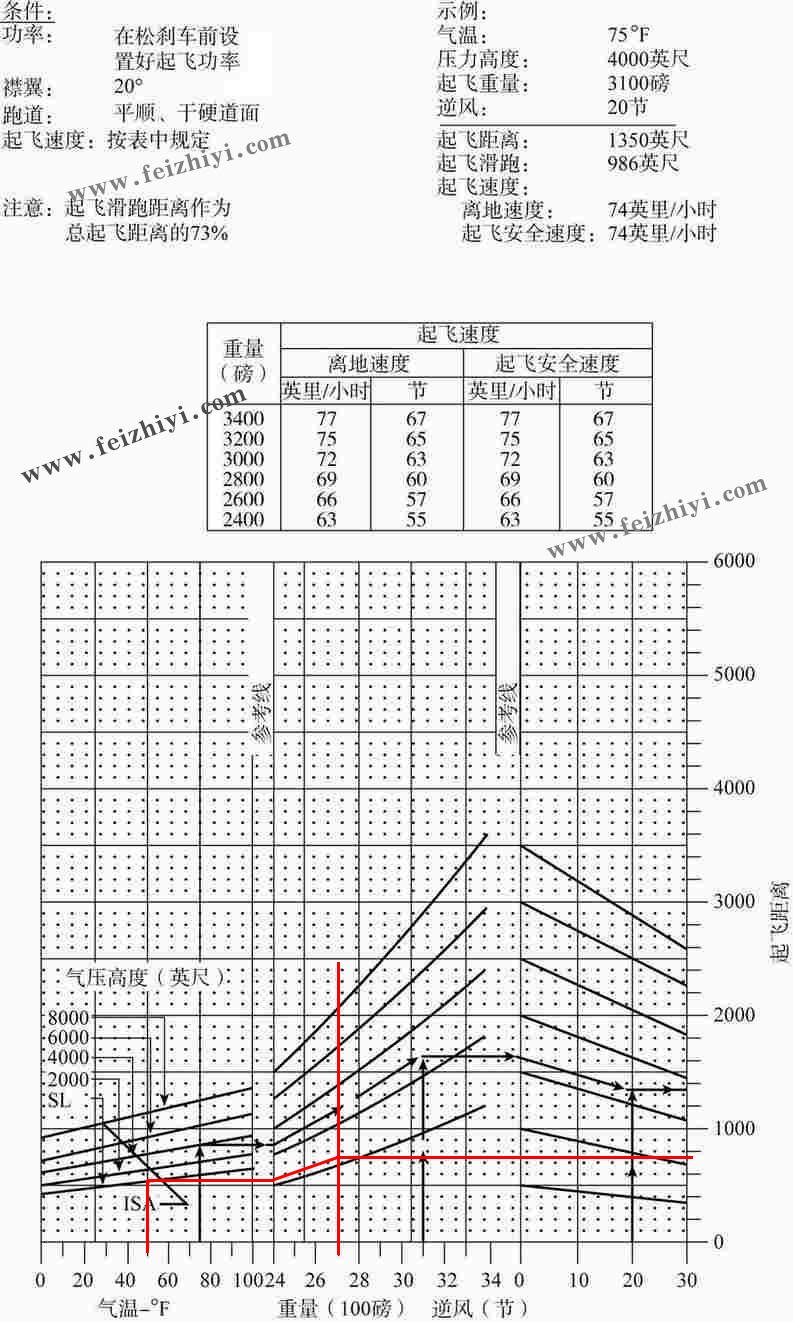 条件：
功率： 在松刹车前设
置好起飞功率
襟翼： 20°
跑道： 平顺、干硬道面
起飞速度：按表中规定
注意：起飞滑跑距离作为
总起飞距离的73%
示例：
气温： 75°F
压力高度： 4000英尺
起飞重量： 3100磅
逆风： 20节
起飞距离： 1350英尺
起飞滑跑： 986英尺
起飞速度：
离地速度： 74英里/小时
起飞安全速度：74英里/小时
www.feizhiyi.com
重量
（磅）
起飞速度
离地速度 起飞安全速度
英里/小时 节 英里/小时 节
3400 77 67 77 67
3200 75 65 75 65
3000 72 63 72 63
2800 69 60 69 60
2600 66 57 66 57
2400 63 55 63 55
www.feizhiyi.com
www.feizhiyi.com
参考线
参考线
6000
5000
4000
3000
2000
1000
0
起飞距离
气压高度（英尺）
8000
6000
4000
2000
SL
ISA
0 20 40 60 80 100 24 26 28 30 32 34 0 10 20 30
气温-°F 重量（100磅） 逆风（节）